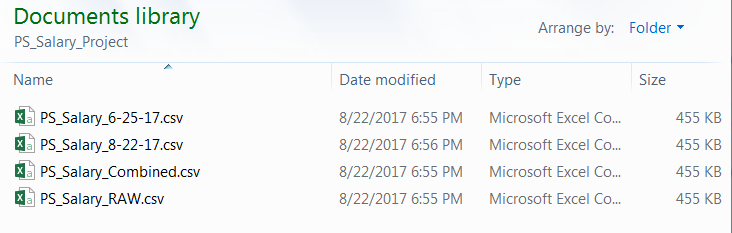 Documents library
PS_Salary_Project
Arrange by: Folder
Name Date modified Type Size
PS_Salary_6-25-17.csv 8/22/2017 6:55 PM Microsoft Excel Co... 455 KB
PS_Salary_8-22-17.csv 8/22/2017 6:56 PM Microsoft Excel Co... 455 KB
PS_Salary_Combined.csv 8/22/2017 6:55 PM Microsoft Excel Co... 455 KB
PS_Salary_RAW.csv 8/22/2017 6:55 PM Microsoft Excel Co... 455 KB